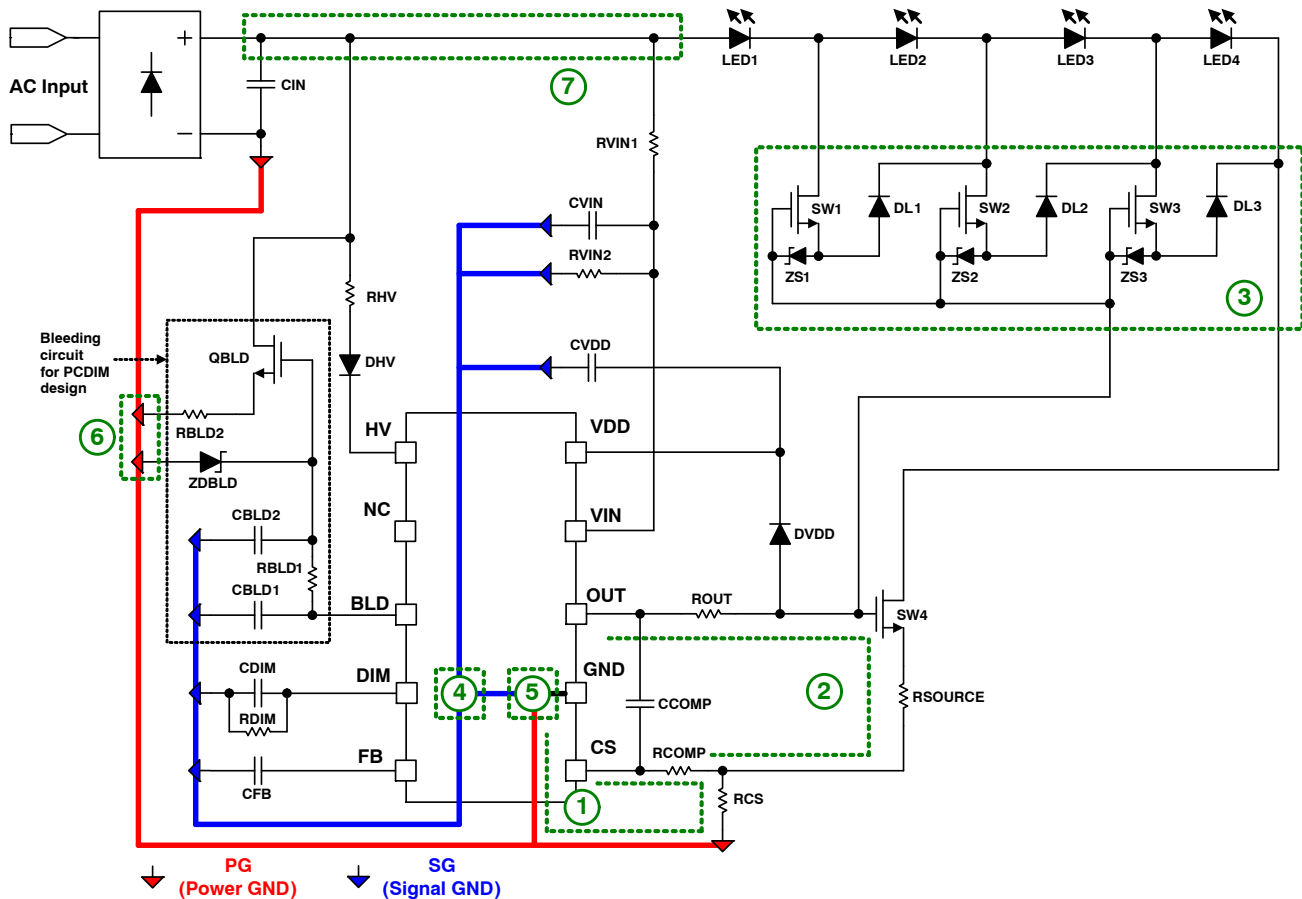 +
AC Input
−
CIN
7
LED1
LED2
LED3
LED4
RVIN1
CVIN
RVIN2
SW1
DL1
SW2
DL2
SW3
DL3
ZS1
ZS2
ZS3
3
RHV
DHV
CVDD
Bleeding
circuit
for PCDIM
design
QBLD
6
RBLD2
ZDBLD
CBLD2
RBLD1
CBLD1
HV
NC
BLD
DIM
FB
VDD
VIN
OUT
GND
CS
DVDD
ROUT
SW4
4
5
2
CCOMP
RSOURCE
CDIM
RDIM
CFB
RCOMP
RCS
1
PG
(Power GND)
SG
(Signal GND)